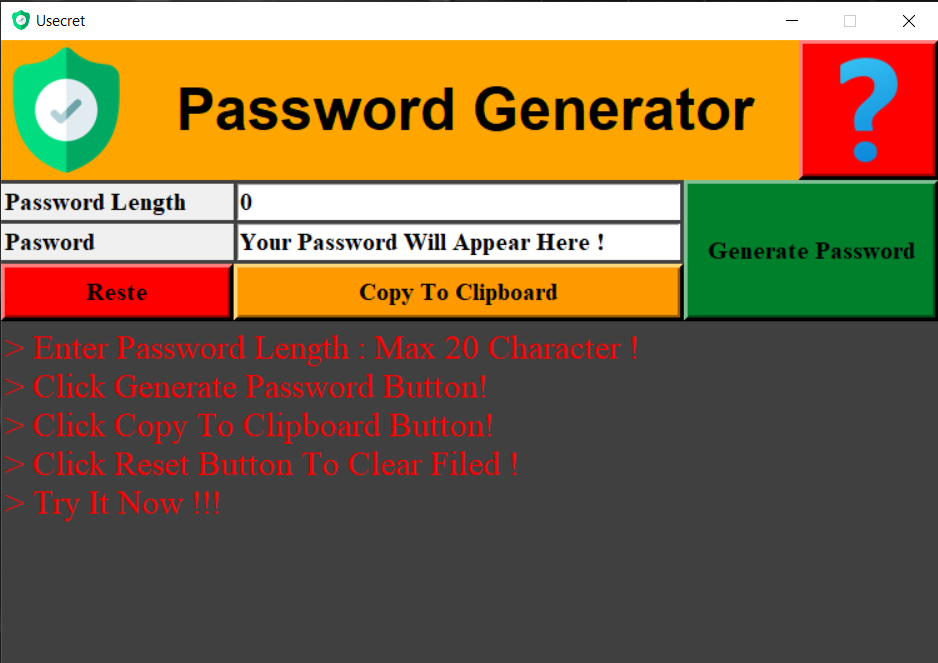 Usecret
Password Generator
?
Password Length
0
Pasword
Your Password Will Appear Here !
Generate Password
Reste
Copy To Clipboard
> Enter Password Length : Max 20 Character !
> Click Generate Password Button!
> Click Copy To Clipboard Button!
> Click Reset Button To Clear Filed !
> Try It Now !!!